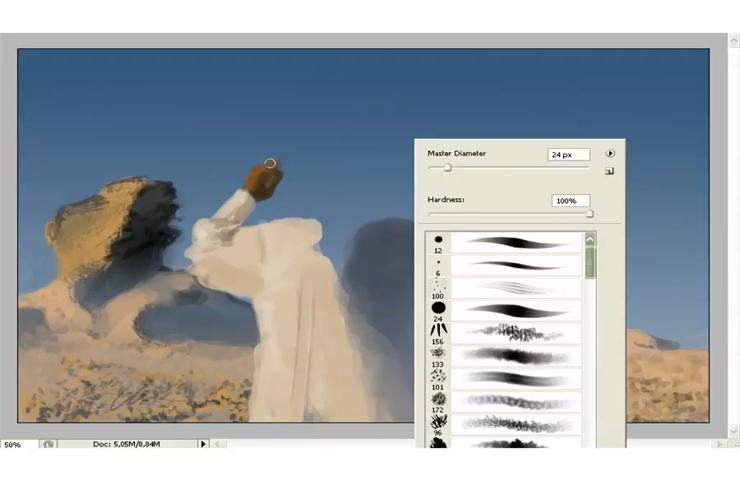 Master Diameter
24 px
Hardness:
100%
12
6
100
24
156
133
101
172
96
50%
Doc: 5,05M/8,84M